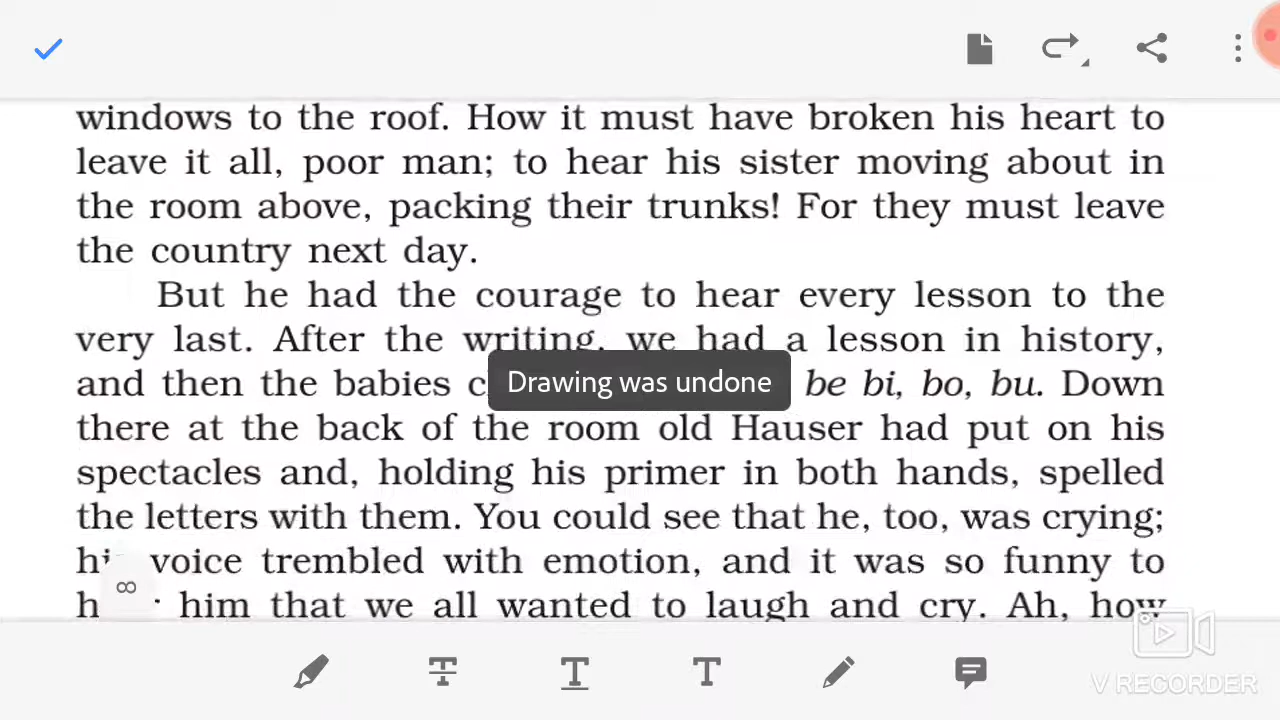 windows to the roof. How it must have broken his heart to
leave it all, poor man; to hear his sister moving about in
the room above, packing their trunks! For they must leave
the country next day.
But he had the courage to hear every lesson to the
very last. After the writing, we had a lesson in history,
and then the babies be bi, bo, bu. Down
Drawing was undone
there at the back of the room old Hauser had put on his
spectacles and, holding his primer in both hands, spelled
the letters with them. You could see that he, too, was crying;
voice trembled with emotion, and it was so funny to
him that we all wanted to laugh and cry. Ah, how
8
V RECORDER